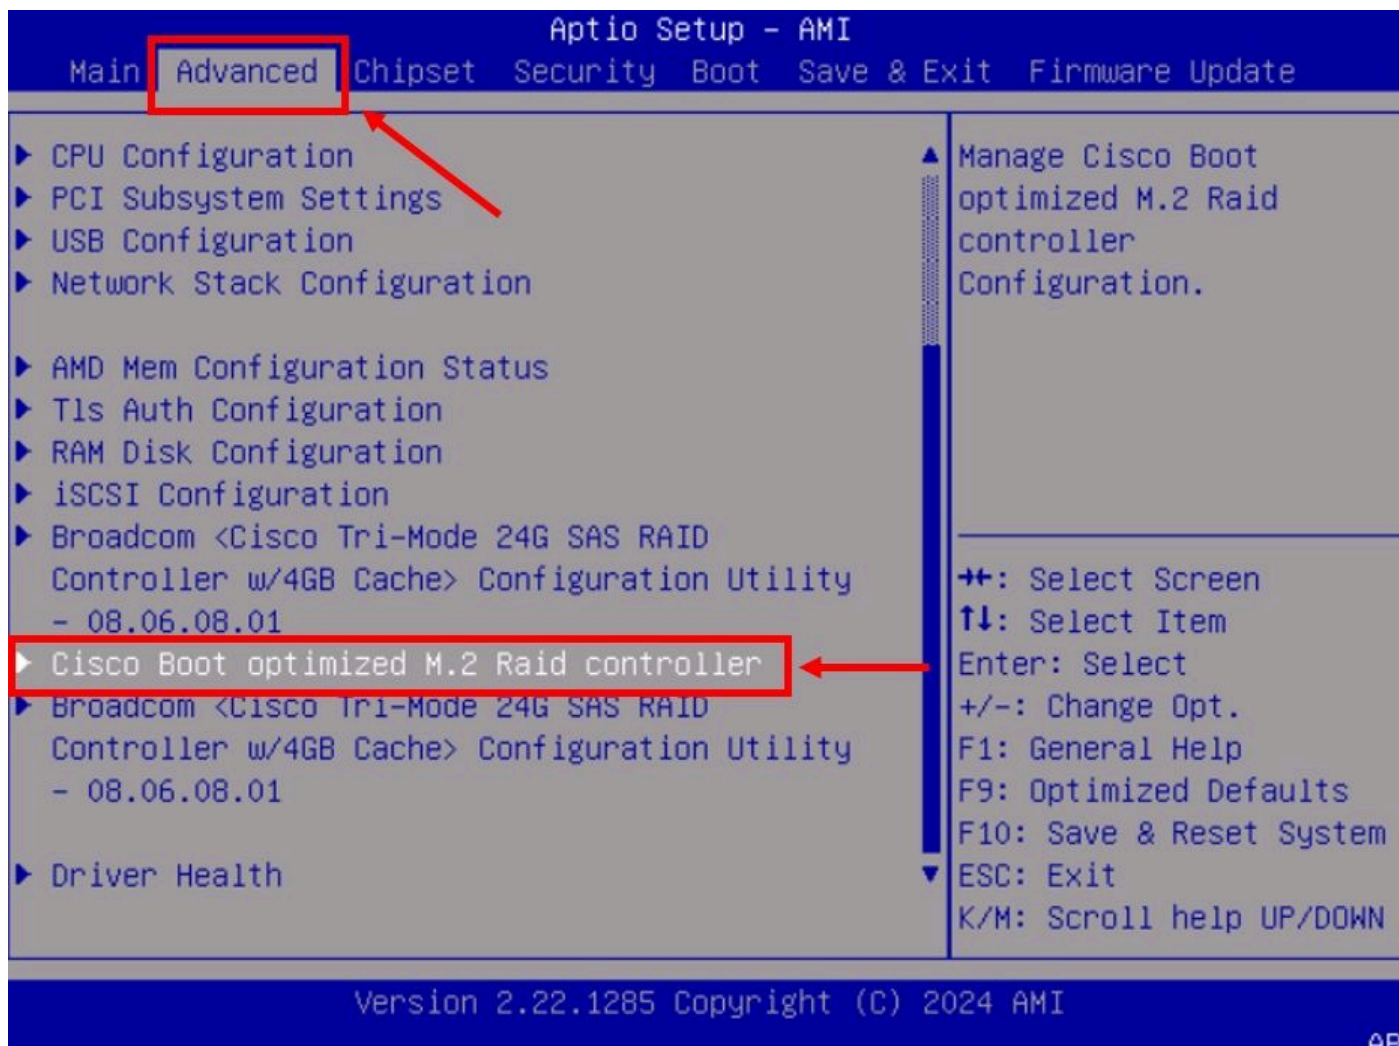 Aptio Setup – AMI
Main Advanced Chipset Security Boot Save & Exit Firmware Update
CPU Configuration
PCI Subsystem Settings
USB Configuration
Network Stack Configuration
AMD Mem Configuration Status
Tls Auth Configuration
RAM Disk Configuration
iSCSI Configuration
Broadcom <Cisco Tri-Mode 24G SAS RAID
Controller w/4GB Cache> Configuration Utility
– 08.06.08.01
Cisco Boot optimized M.2 Raid controller
Broadcom <Cisco Tri-Mode 24G SAS RAID
Controller w/4GB Cache> Configuration Utility
– 08.06.08.01
Driver Health
Manage Cisco Boot
optimized M.2 Raid
controller
Configuration.
→←: Select Screen
↑↓: Select Item
Enter: Select
+/-: Change Opt.
F1: General Help
F9: Optimized Defaults
F10: Save & Reset System
ESC: Exit
K/M: Scroll help UP/DOWN
Version 2.22.1285 Copyright (C) 2024 AMI